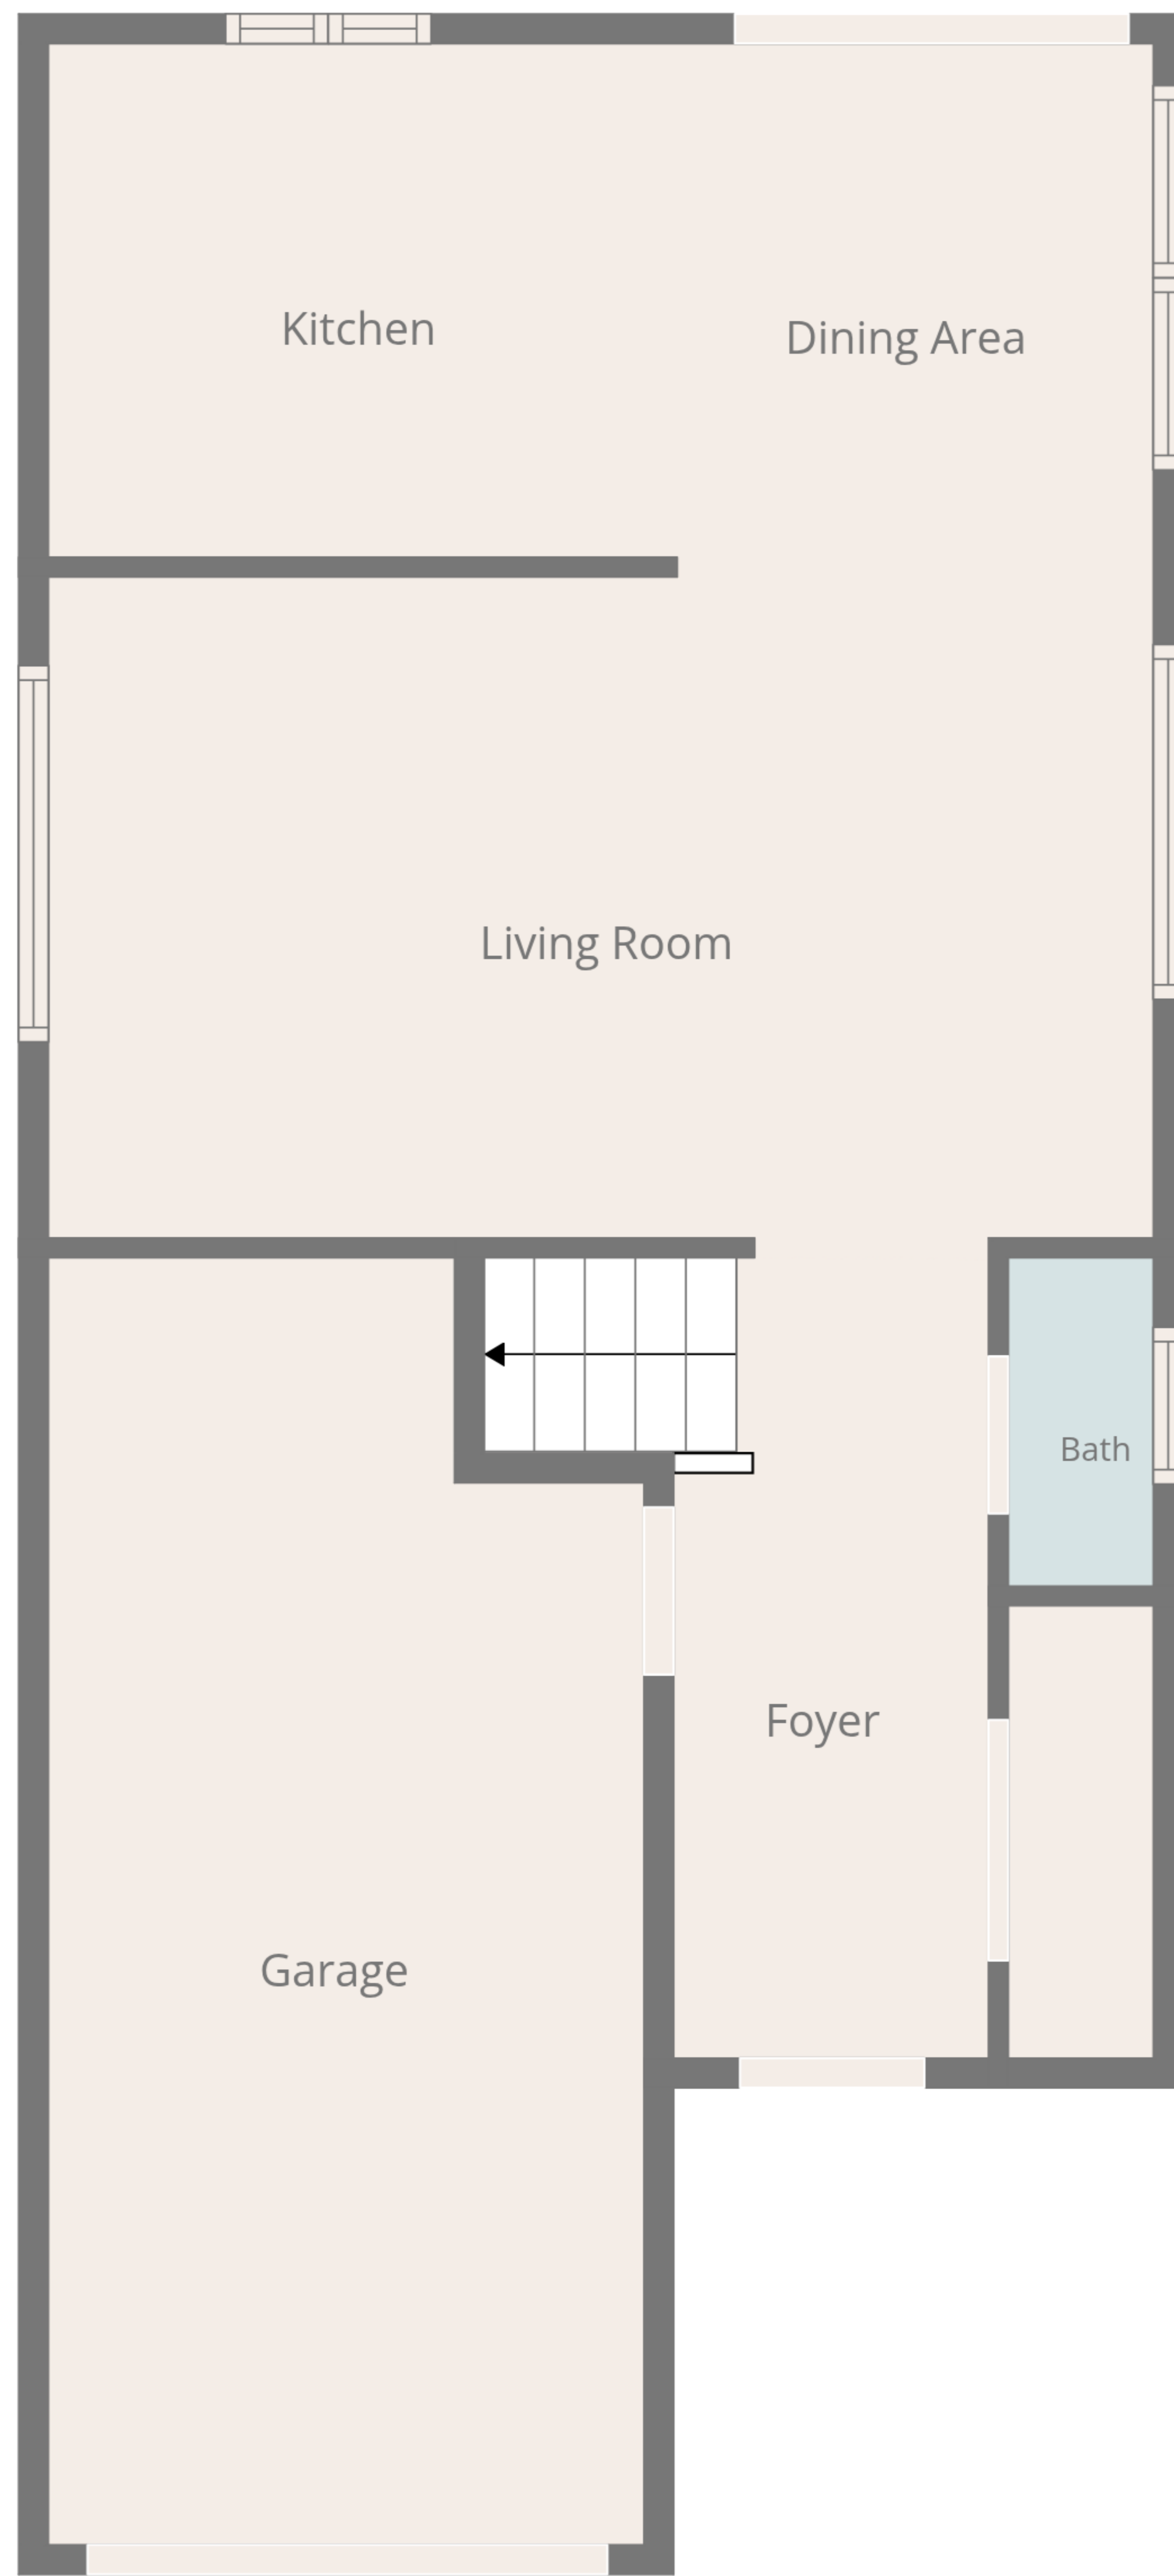 Kitchen
Dining Area
Living Room
Bath
Foyer
Garage